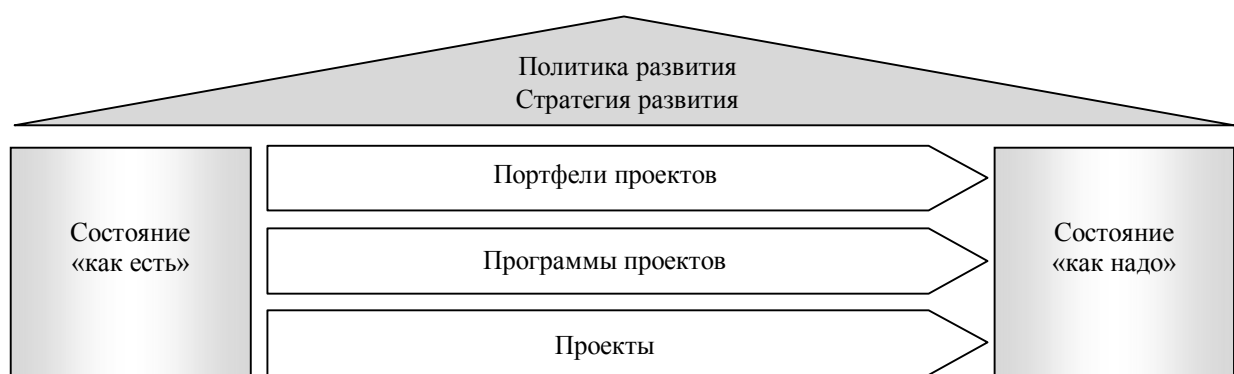 Политика развития
Стратегия развития
Портфели проектов
Состояние
«как есть»
Программы проектов
Состояние
«как надо»
Проекты